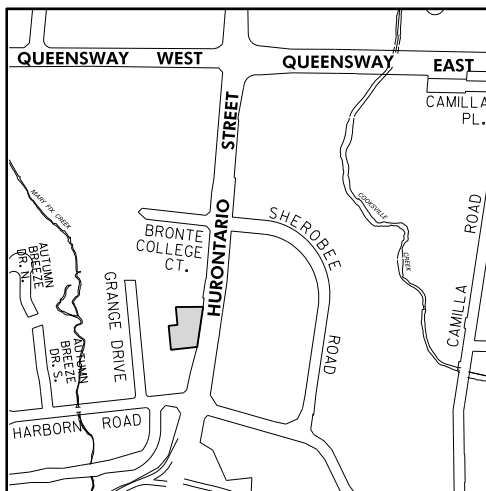 QUEENSWAY WEST
QUEENSWAY EAST
CAMILLA
PL.
HURONTARIO STREET
MARY FIX CREEK
COOKSVILLE
CREEK
SHEROBEE
ROAD
CAMILLA ROAD
BRONTE
COLLEGE
CT.
AUTUMN
BREEZE
DR. N.
GRANGE DRIVE
AUTUMN
BREEZE
DR. S.
HARBORN ROAD